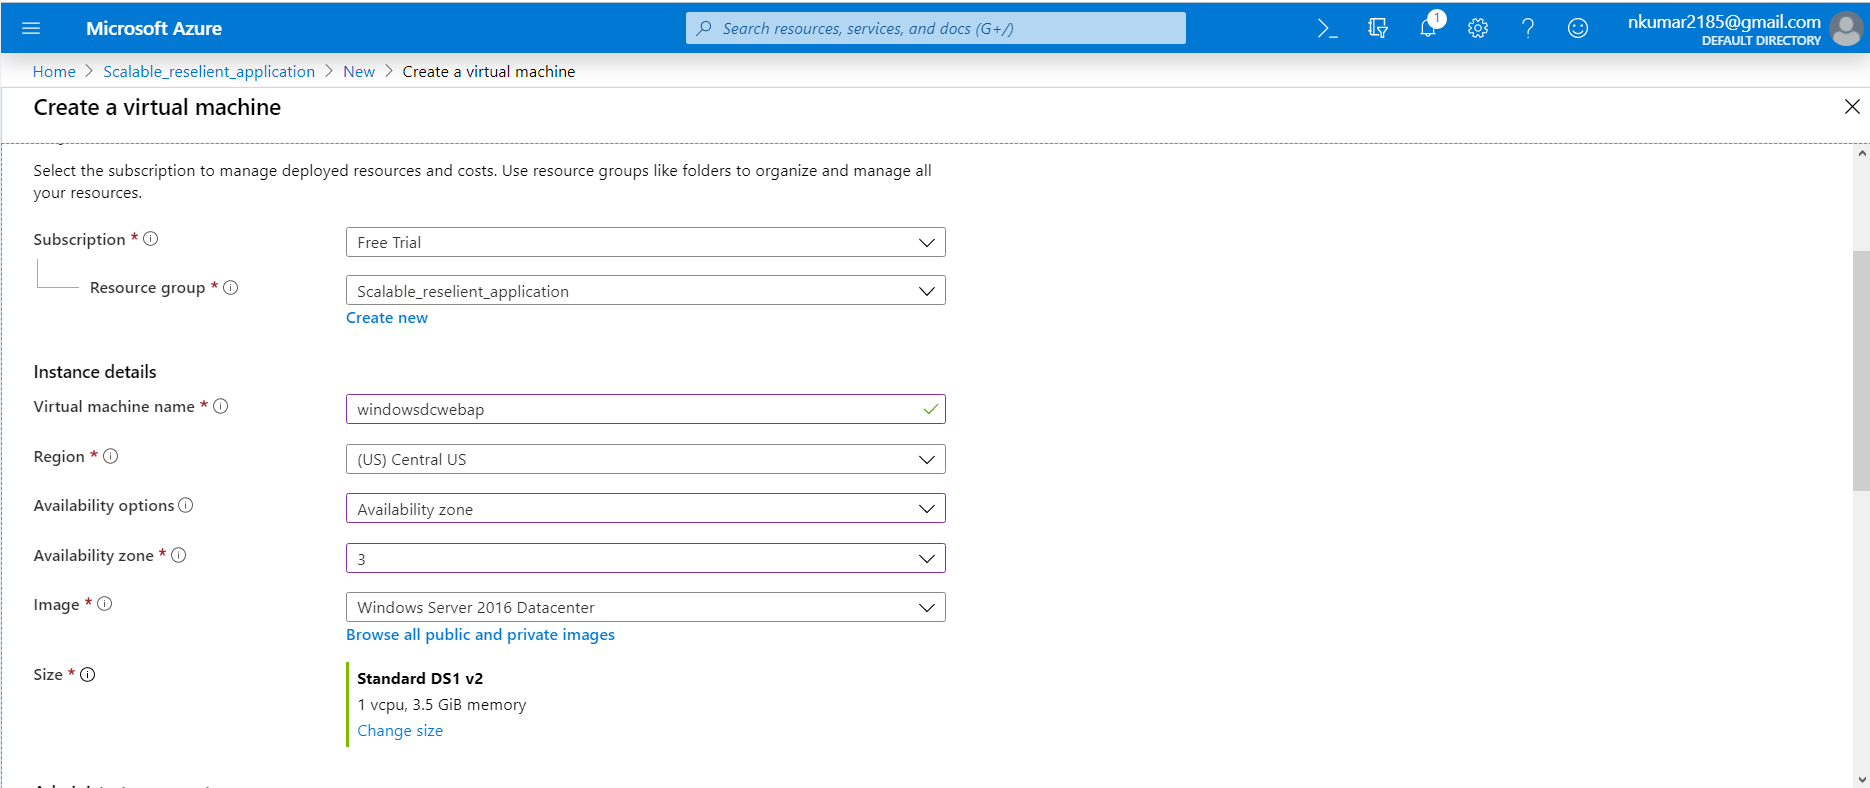 Microsoft Azure
Search resources, services, and docs (G+/)
1
nkumar2185@gmail.com
DEFAULT DIRECTORY
Home > Scalable_reselient_application > New > Create a virtual machine
Create a virtual machine
Select the subscription to manage deployed resources and costs. Use resource groups like folders to organize and manage all
your resources.
Subscription *
Free Trial
Resource group *
Scalable_reselient_application
Create new
Instance details
Virtual machine name *
windowsdcwebap
Region *
(US) Central US
Availability options
Availability zone
Availability zone *
3
Image *
Windows Server 2016 Datacenter
Browse all public and private images
Size *
Standard DS1 v2
1 vcpu, 3.5 GiB memory
Change size